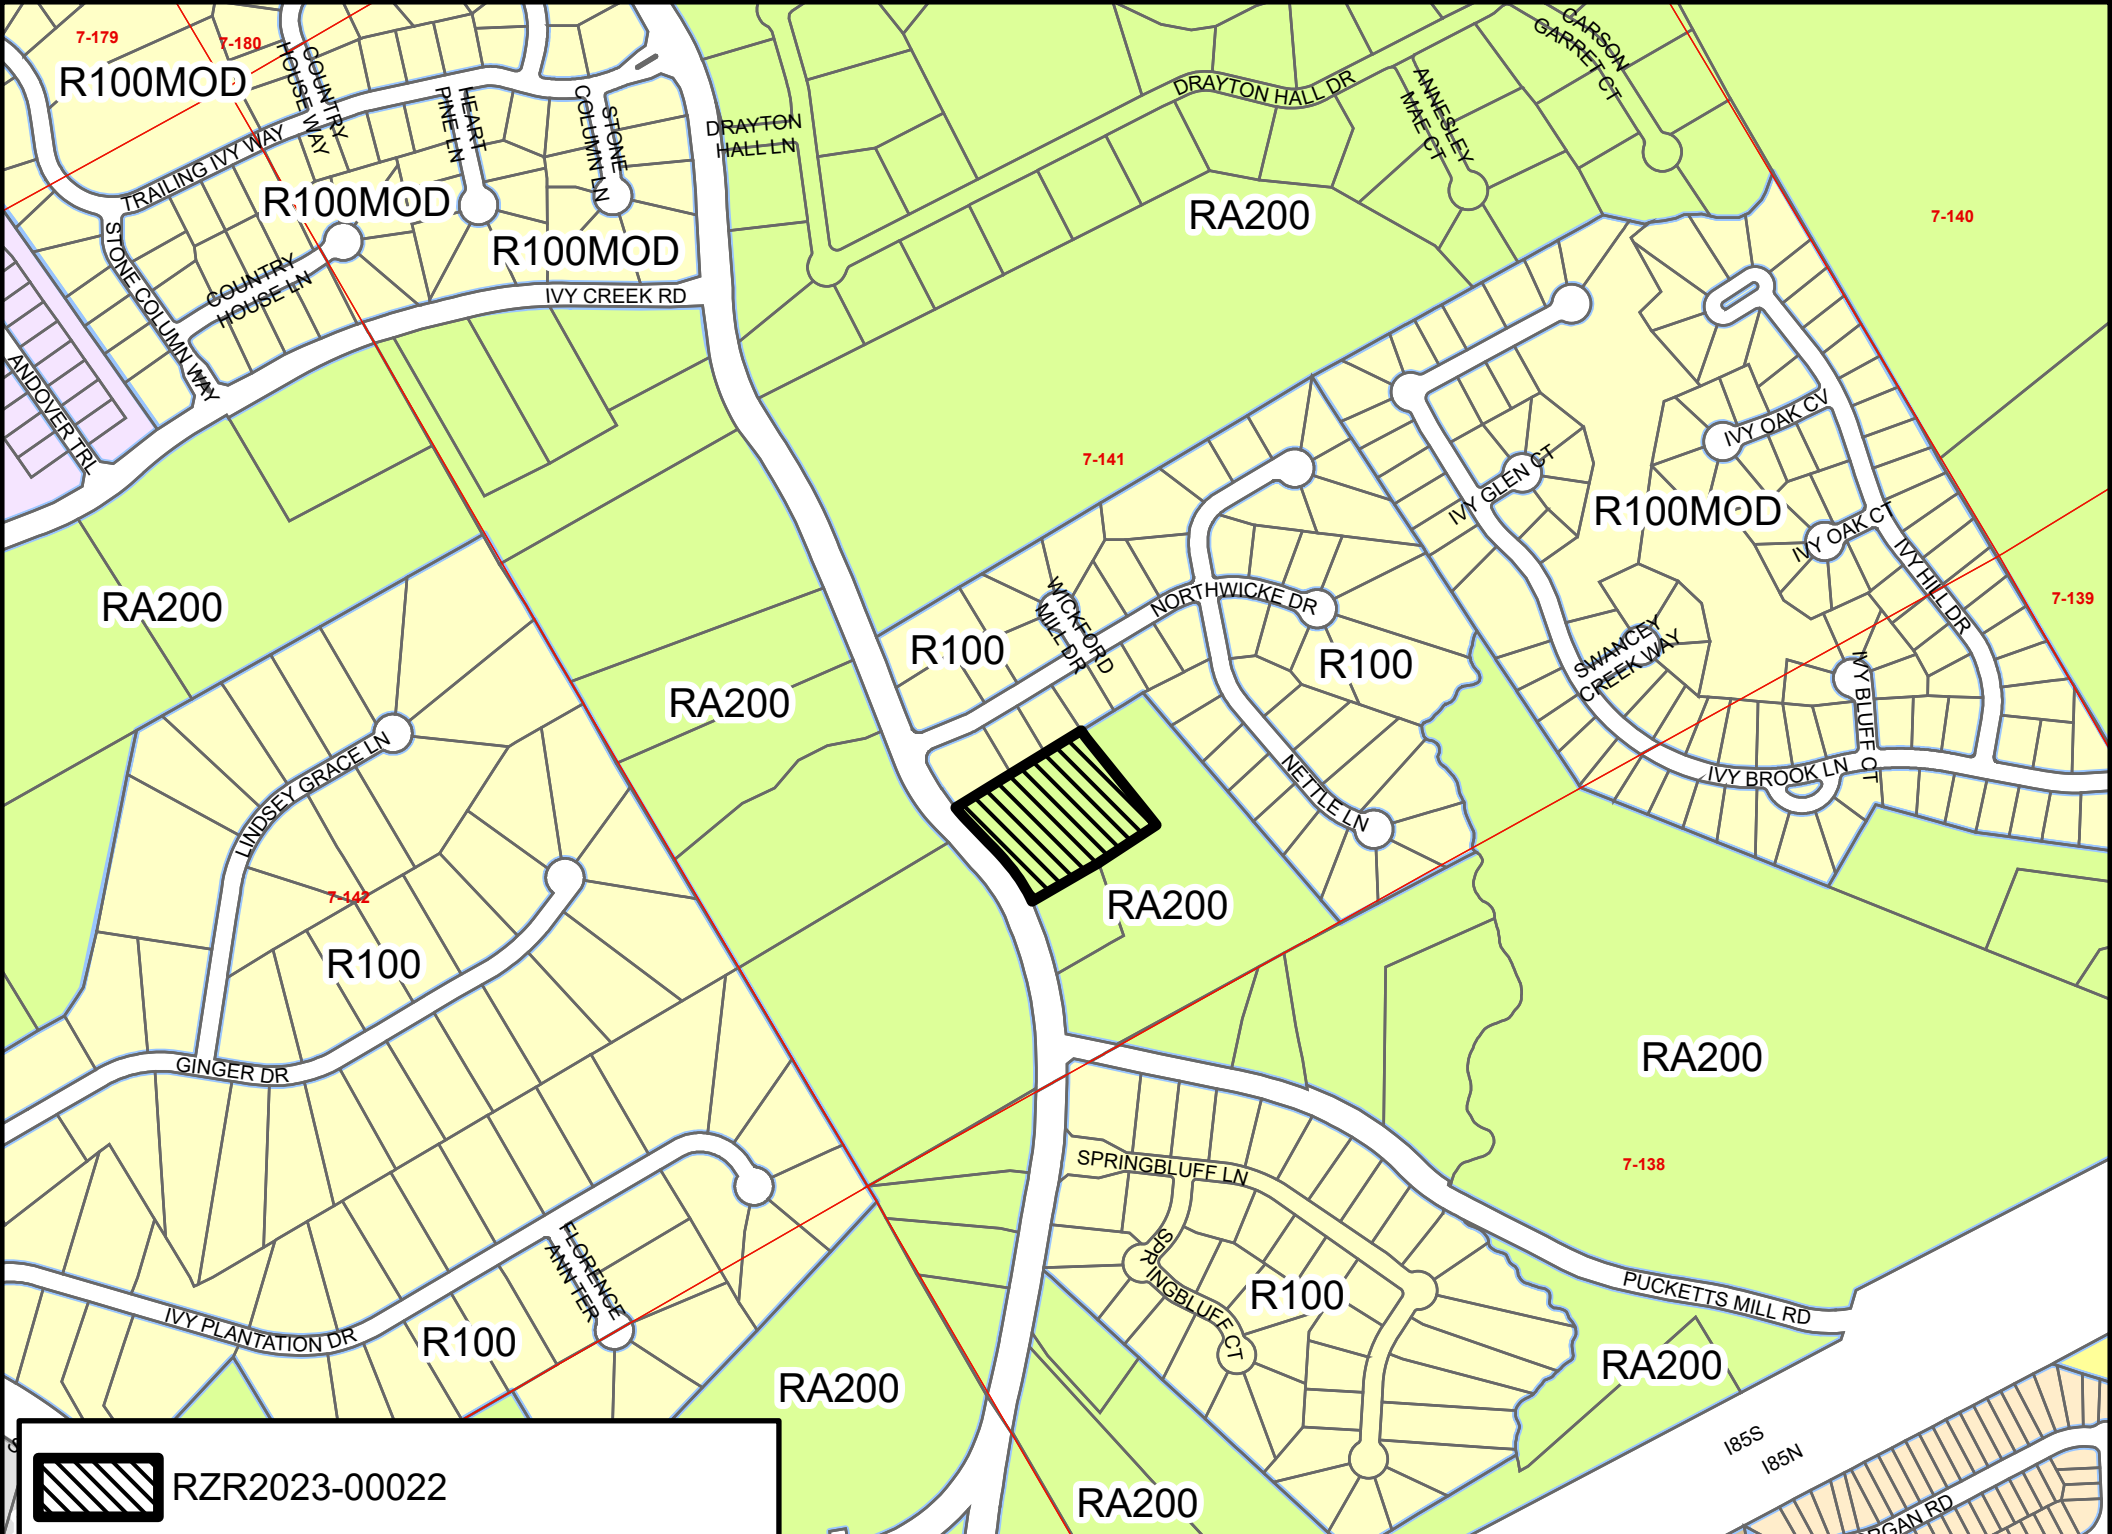 7-179
7-180
R100MOD
COUNTRY
HOUSE WAY
HEART
PINE LN
STONE
COLUMN LN
TRAILING IVY WAY
R100MOD
R100MOD
STONE COLUMN WAY
COUNTRY
HOUSE LN
IVY CREEK RD
ANDOVER TRL
DRAYTON
HALL LN
DRAYTON HALL DR
ANNESLEY
MAE CT
CARSON
GARRET CT
RA200
7-140
7-141
IVY GLEN CT
IVY OAK CV
R100MOD
IVY OAK CT
IVY HILL DR
7-139
RA200
WICKFORD
MILL DR
NORTHWICKE DR
R100
R100
SWANCEY
CREEK WAY
IVY BLUFF CT
RA200
LINDSEY GRACE LN
NETTLE LN
IVY BROOK LN
7-142
RA200
R100
GINGER DR
RA200
SPRINGBLUFF LN
7-138
FLORENCE
ANN TER
SPR
INGBLUFF CT
R100
PUCKETTS MILL RD
IVY PLANTATION DR
R100
RA200
RA200
I85S
I85N
RZR2023-00022
RA200
RGAN RD